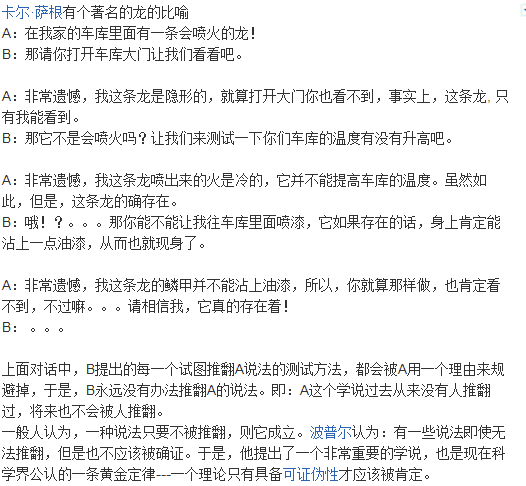 卡尔·萨根有个著名的龙的比喻
A：在我家的车库里面有一条会喷火的龙！
B：那请你打开车库大门让我们看看吧。
A：非常遗憾，我这条龙是隐形的，就算打开大门你也看不到，事实上，这条龙，只
有我能看到。
B：那它不是会喷火吗？让我们来测试一下你们车库的温度有没有升高吧。
A：非常遗憾，我这条龙喷出来的火是冷的，它并不能提高车库的温度。虽然如
此，但是，这条龙的确存在。
B：哦！？。。。那你能不能让我往车库里面喷漆，它如果存在的话，身上肯定能
沾上一点油漆，从而也就现身了。
A：非常遗憾，我这条龙的鳞甲并不能沾上油漆，所以，你就算那样做，也肯定看
不到，不过嘛。。。请相信我，它真的存在着！
B：。。。
上面对话中，B提出的每一个试图推翻A说法的测试方法，都会被A用一个理由来规
避掉，于是，B永远没有办法推翻A的说法。即：A这个学说过去从来没有人推翻
过，将来也不会被人推翻。
一般人认为，一种说法只要不被推翻，则它成立。波普尔认为：有一些说法即使无
法推翻，但是也不应该被确证。于是，他提出了一个非常重要的学说，也是现在科
学界公认的一条黄金定律---一个理论只有具备可证伪性才应该被肯定。